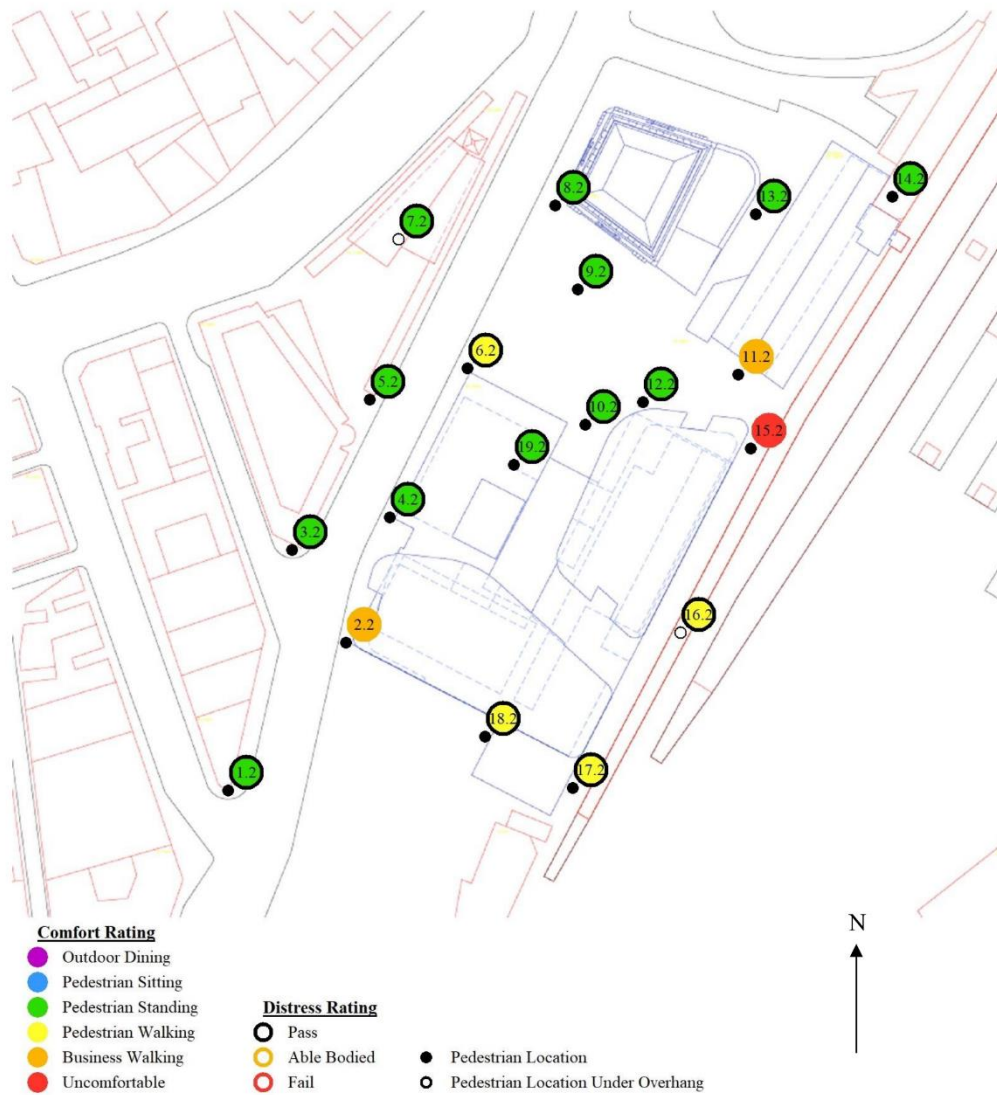 14.2
8.2
13.2
7.2
9.2
6.2
11.2
5.2
12.2
10.2
15.2
19.2
4.2
3.2
2.2
16.2
18.2
1.2
17.2
N
Comfort Rating
Outdoor Dining
Pedestrian Sitting
Pedestrian Standing
Pedestrian Walking
Business Walking
Uncomfortable
Distress Rating
Pass
Able Bodied
Fail
Pedestrian Location
Pedestrian Location Under Overhang